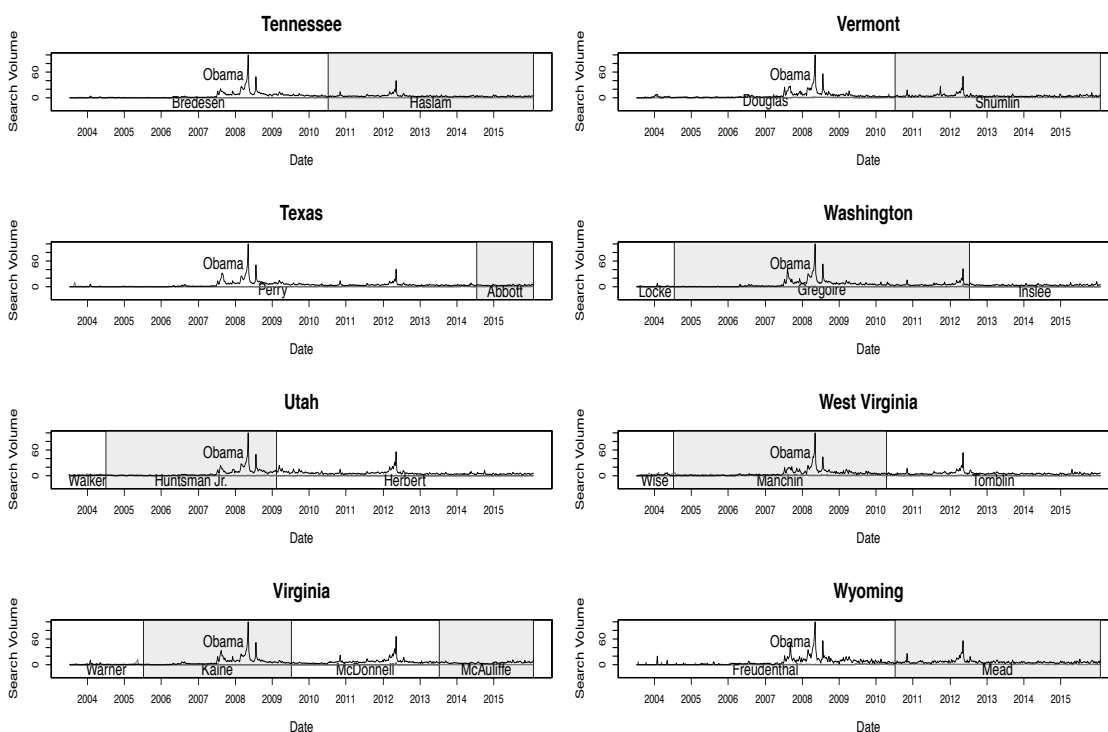 Tennessee
Search Volume
60
0
Obama
Bredesen
Haslam
2004 2005 2006 2007 2008 2009 2010 2011 2012 2013 2014 2015
Date
Vermont
Search Volume
60
0
Obama
Douglas
Shumlin
2004 2005 2006 2007 2008 2009 2010 2011 2012 2013 2014 2015
Date
Texas
Search Volume
60
0
Obama
Perry
Abbott
2004 2005 2006 2007 2008 2009 2010 2011 2012 2013 2014 2015
Date
Washington
Search Volume
60
0
Obama
Locke
Gregoire
Inslee
2004 2005 2006 2007 2008 2009 2010 2011 2012 2013 2014 2015
Date
Utah
Search Volume
60
0
Obama
Walker
Huntsman Jr.
Herbert
2004 2005 2006 2007 2008 2009 2010 2011 2012 2013 2014 2015
Date
West Virginia
Search Volume
60
0
Obama
Wise
Manchin
Tomblin
2004 2005 2006 2007 2008 2009 2010 2011 2012 2013 2014 2015
Date
Virginia
Search Volume
60
0
Obama
Warner
Kaine
McDonnell
McAuliffe
2004 2005 2006 2007 2008 2009 2010 2011 2012 2013 2014 2015
Date
Wyoming
Search Volume
60
0
Obama
Freudenthal
Mead
2004 2005 2006 2007 2008 2009 2010 2011 2012 2013 2014 2015
Date